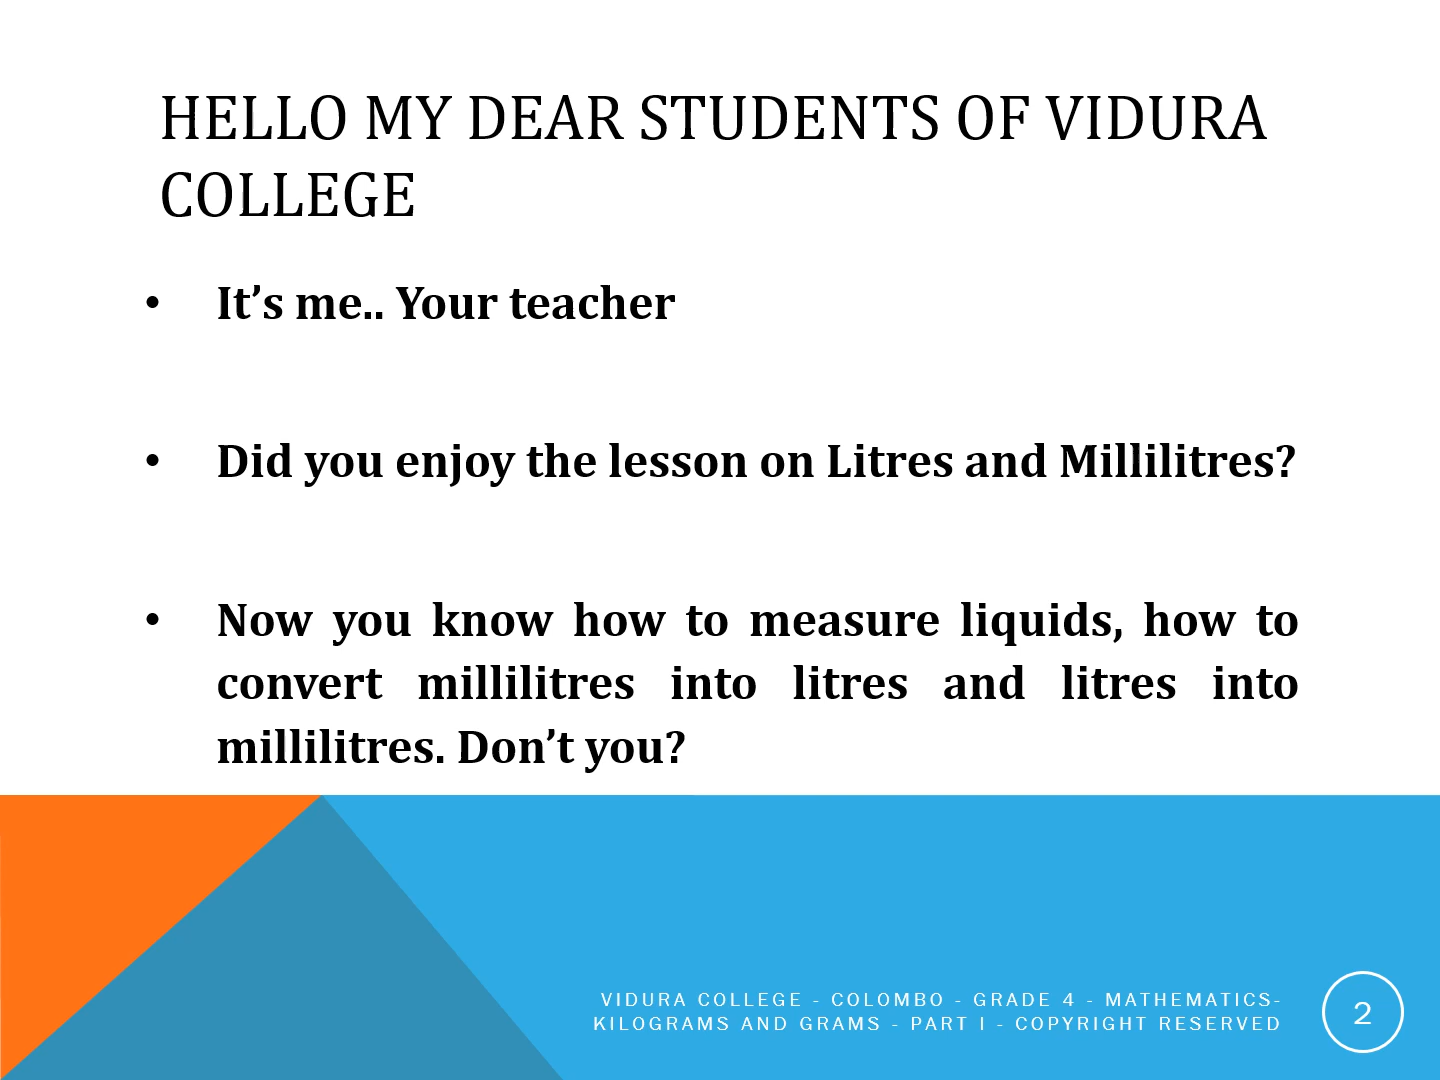 HELLO MY DEAR STUDENTS OF VIDURA
COLLEGE
• It’s me.. Your teacher
• Did you enjoy the lesson on Litres and Millilitres?
• Now you know how to measure liquids, how to
convert millilitres into litres and litres into
millilitres. Don’t you?
VIDURA COLLEGE - COLOMBO - GRADE 4 - MATHEMATICS-
KILOGRAMS AND GRAMS - PART I - COPYRIGHT RESERVED
2